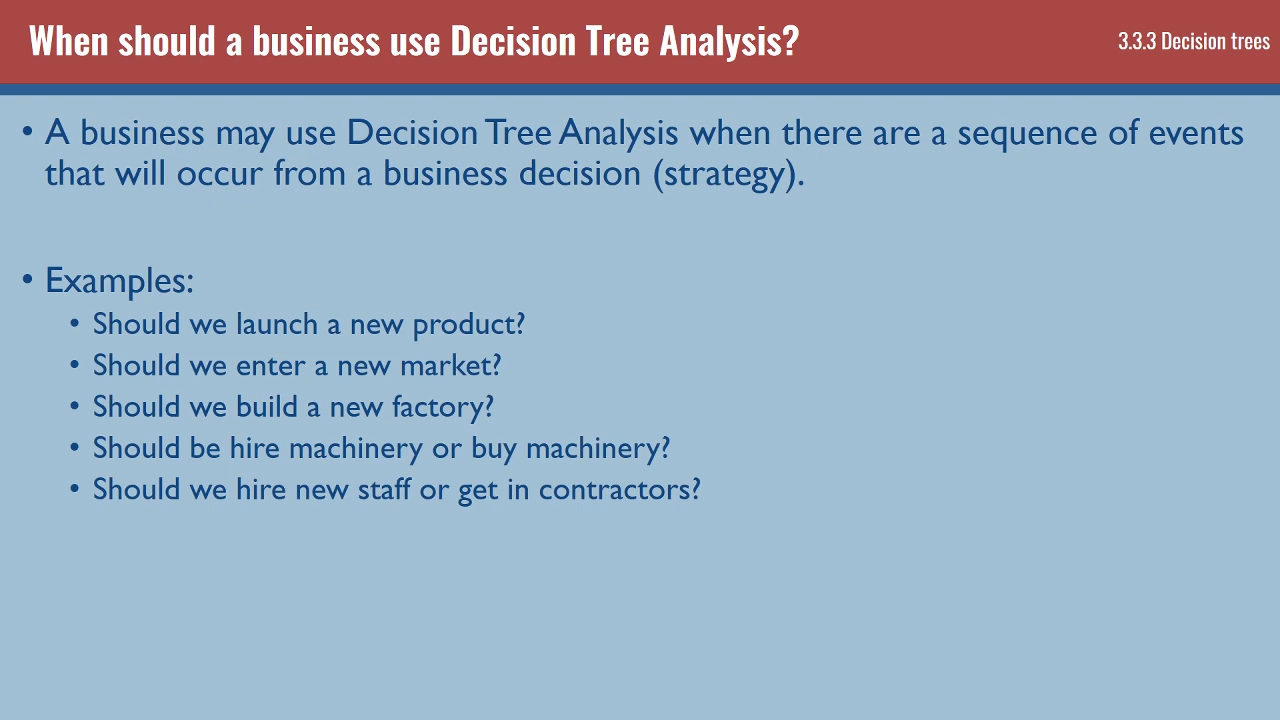 When should a business use Decision Tree Analysis?
3.3.3 Decision trees
• A business may use Decision Tree Analysis when there are a sequence of events
that will occur from a business decision (strategy).
• Examples:
• Should we launch a new product?
• Should we enter a new market?
• Should we build a new factory?
• Should be hire machinery or buy machinery?
• Should we hire new staff or get in contractors?